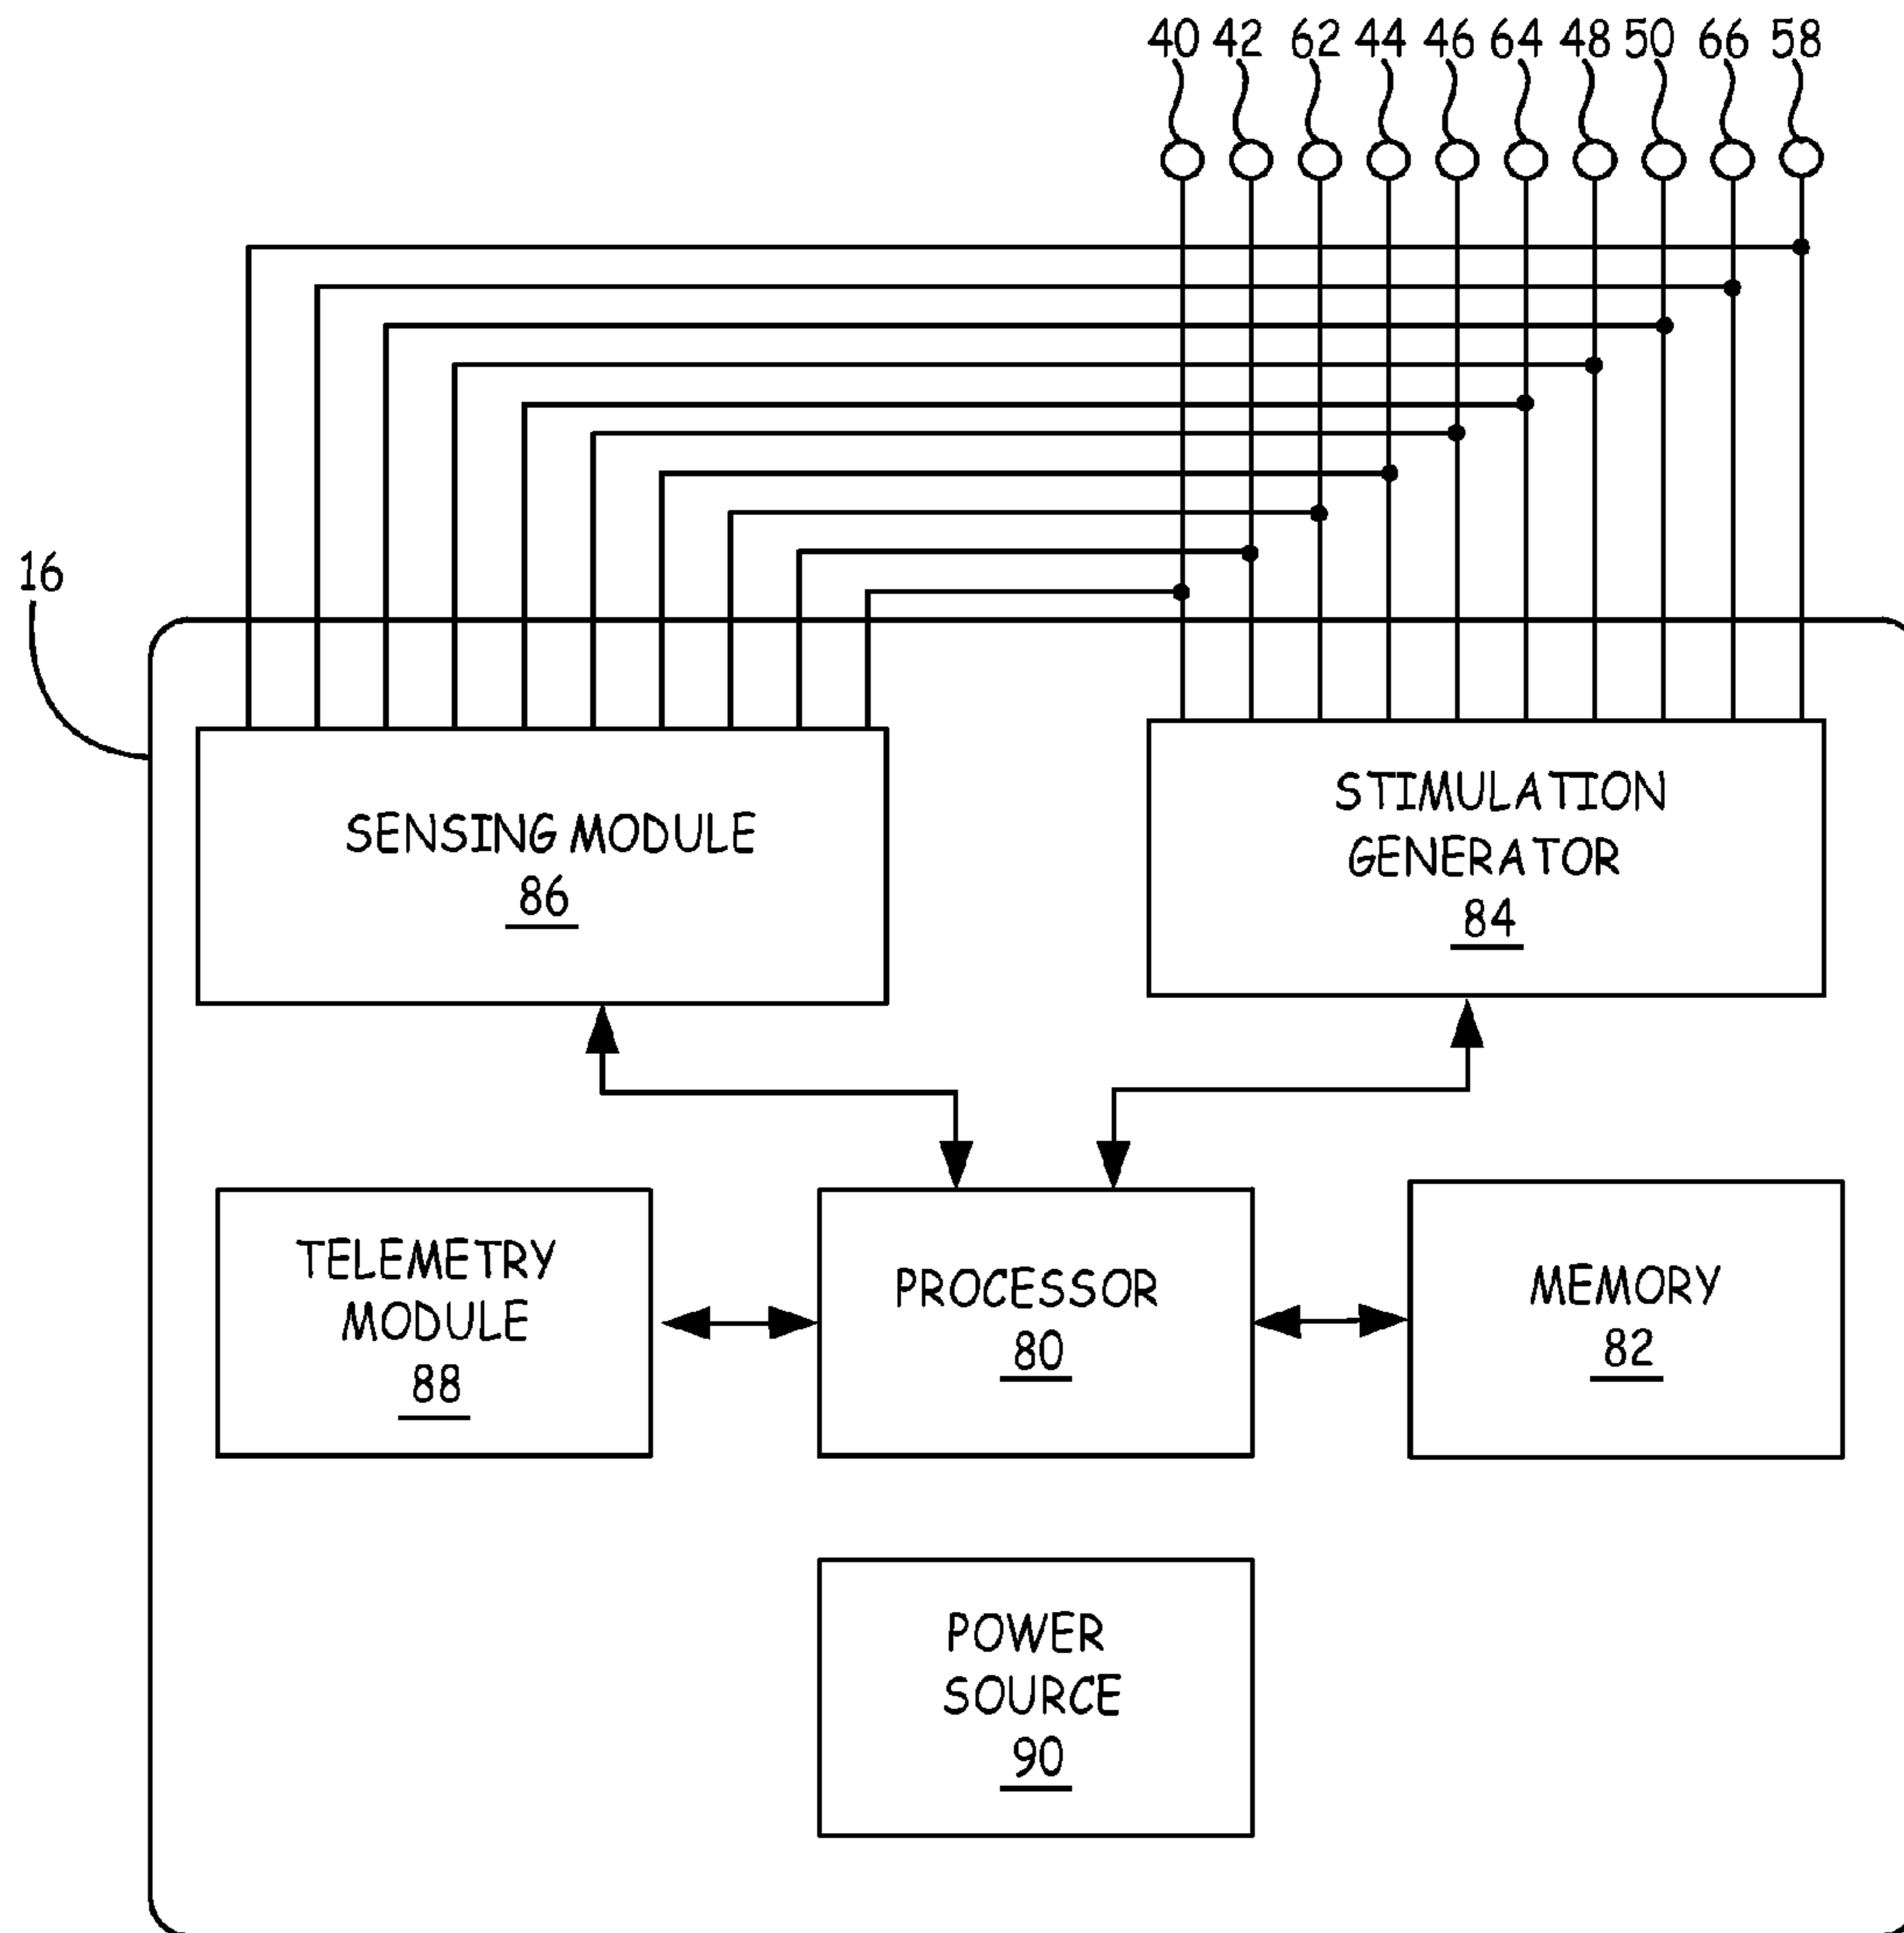 40 42 62 44 46 64 48 50 66 58
16
SENSING MODULE
86
STIMULATION
GENERATOR
84
TELEMETRY
MODULE
88
PROCESSOR
80
MEMORY
82
POWER
SOURCE
90